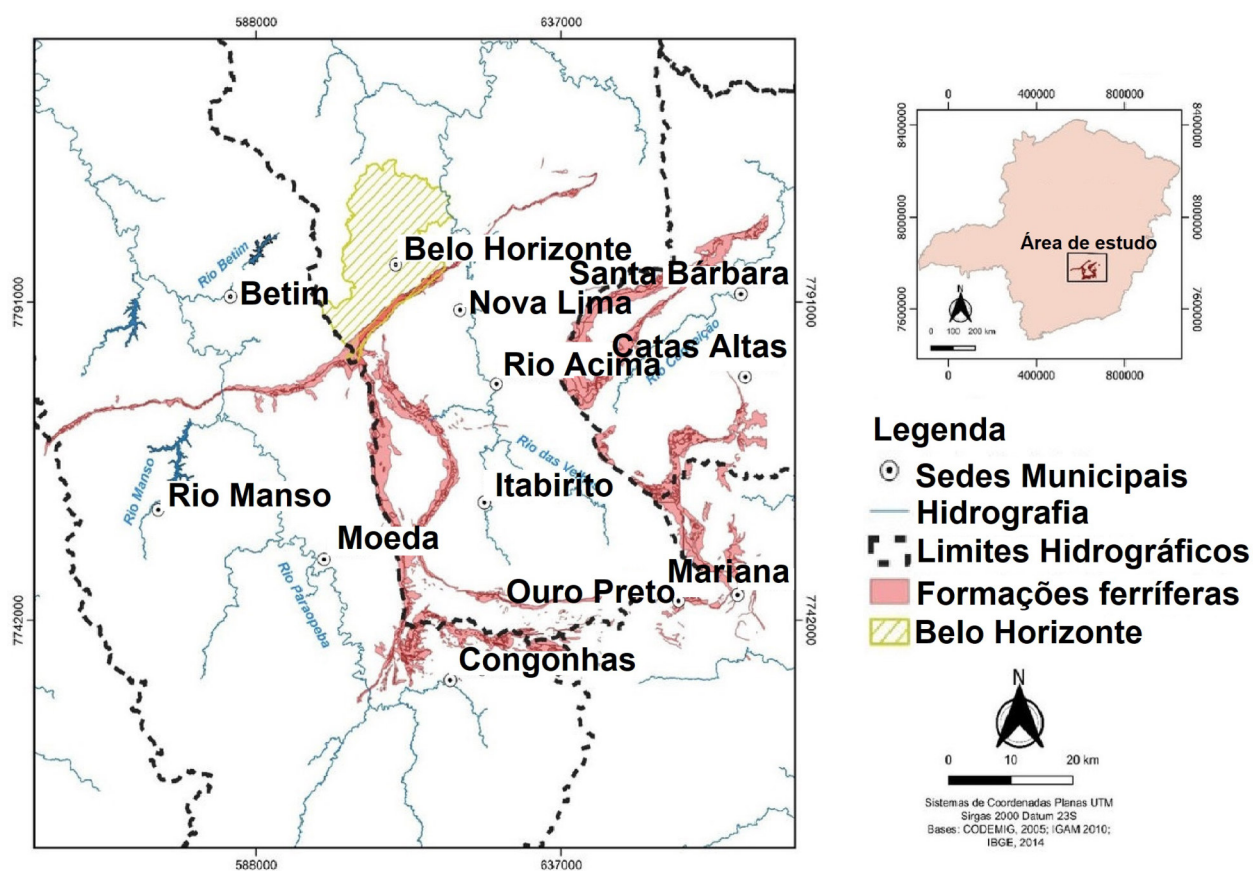 588000
637000
Belo Horizonte
Santa Bárbara
Rio Betim
Betim
Nova Lima
7791000
7791000
Rio Acima
Catas Altas
Rio das Vel
Rio Manso
Rio Manso
Itabirito
Moeda
Rio Paraopeba
Ouro Preto
Mariana
7742000
7742000
Congonhas
588000
637000
0
400000
800000
8400000
8400000
8000000
8000000
Área de estudo
7600000
7600000
N
0 100 200 km
400000
800000
Legenda
Sedes Municipais
Hidrografia
Limites Hidrográficos
Formações ferríferas
Belo Horizonte
N
0 10 20 km
Sistemas de Coordenadas Planas UTM
Sirgas 2000 Datum 23S
Bases: CODEMIG, 2005; IGAM 2010;
IBGE, 2014